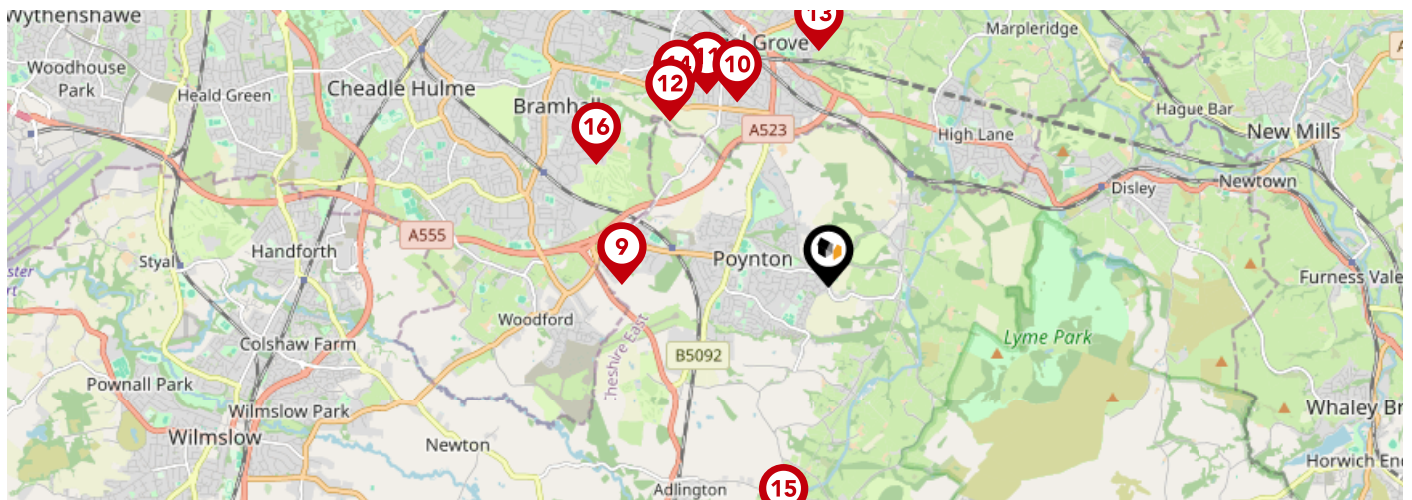 Wythenshawe
13
Marpleridge
Grove
11
14
10
Woodhouse
Park
Heald Green
Cheadle Hulme
12
Bramhall
Hague Bar
16
A523
High Lane
New Mills
Disley
Newtown
A555
Handforth
9
Poynton
Styal
Furness Vale
Woodford
Cheshire East
Lyme Park
Colshaw Farm
B5092
Pownall Park
Wilmslow Park
Whaley Br
Wilmslow
Newton
Horwich End
Adlington
15